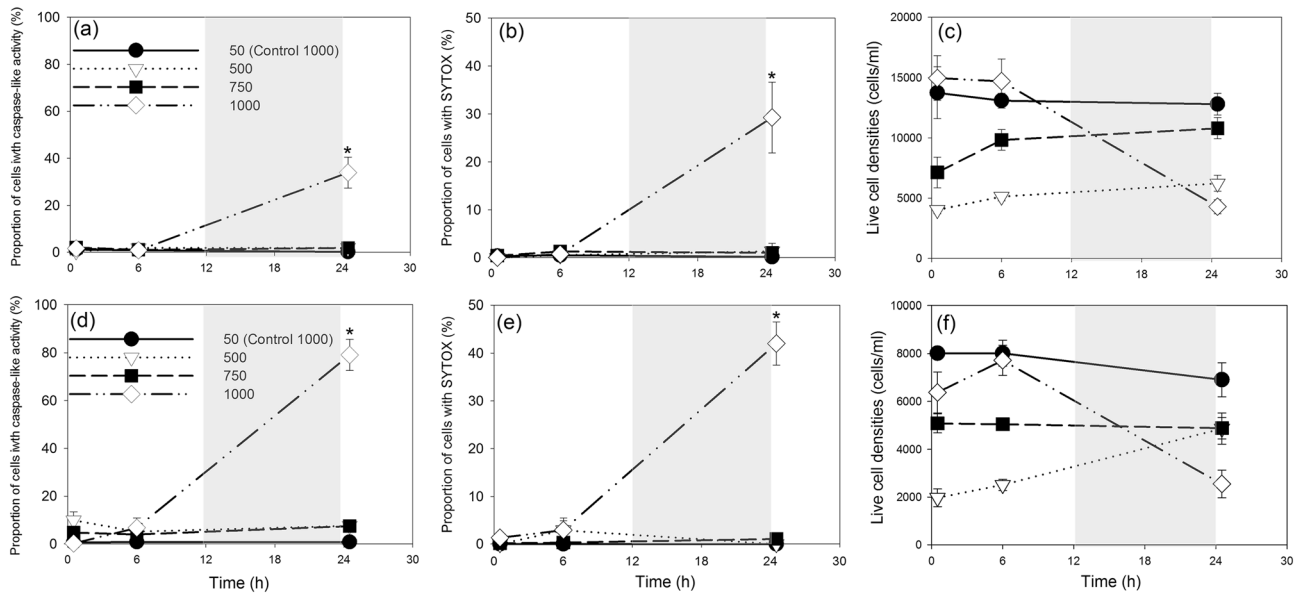 (a)
Proportion of cells iwth caspase-like activity (%)
100
80
60
40
20
0
50 (Control 1000)
500
750
1000
*
0 6 12 18 24 30
(b)
Proportion of cells with SYTOX (%)
50
40
30
20
10
0
*
0 6 12 18 24 30
(c)
Live cell densities (cells/ml)
20000
15000
10000
5000
0
0 6 12 18 24 30
(d)
Proportion of cells iwth caspase-like activity (%)
100
80
60
40
20
0
50 (Control 1000)
500
750
1000
*
0 6 12 18 24 30
Time (h)
(e)
Proportion of cells with SYTOX (%)
50
40
30
20
10
0
*
0 6 12 18 24 30
Time (h)
(f)
Live cell densities (cells/ml)
10000
8000
6000
4000
2000
0
0 6 12 18 24 30
Time (h)